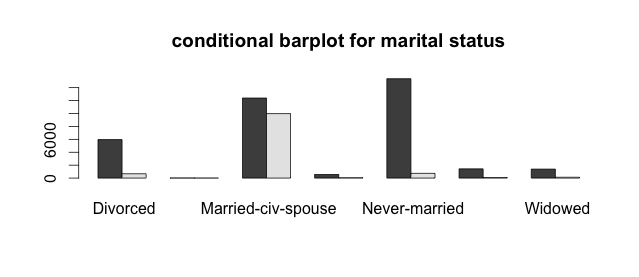 conditional barplot for marital status
6000
0
Divorced Married-civ-spouse Never-married Widowed